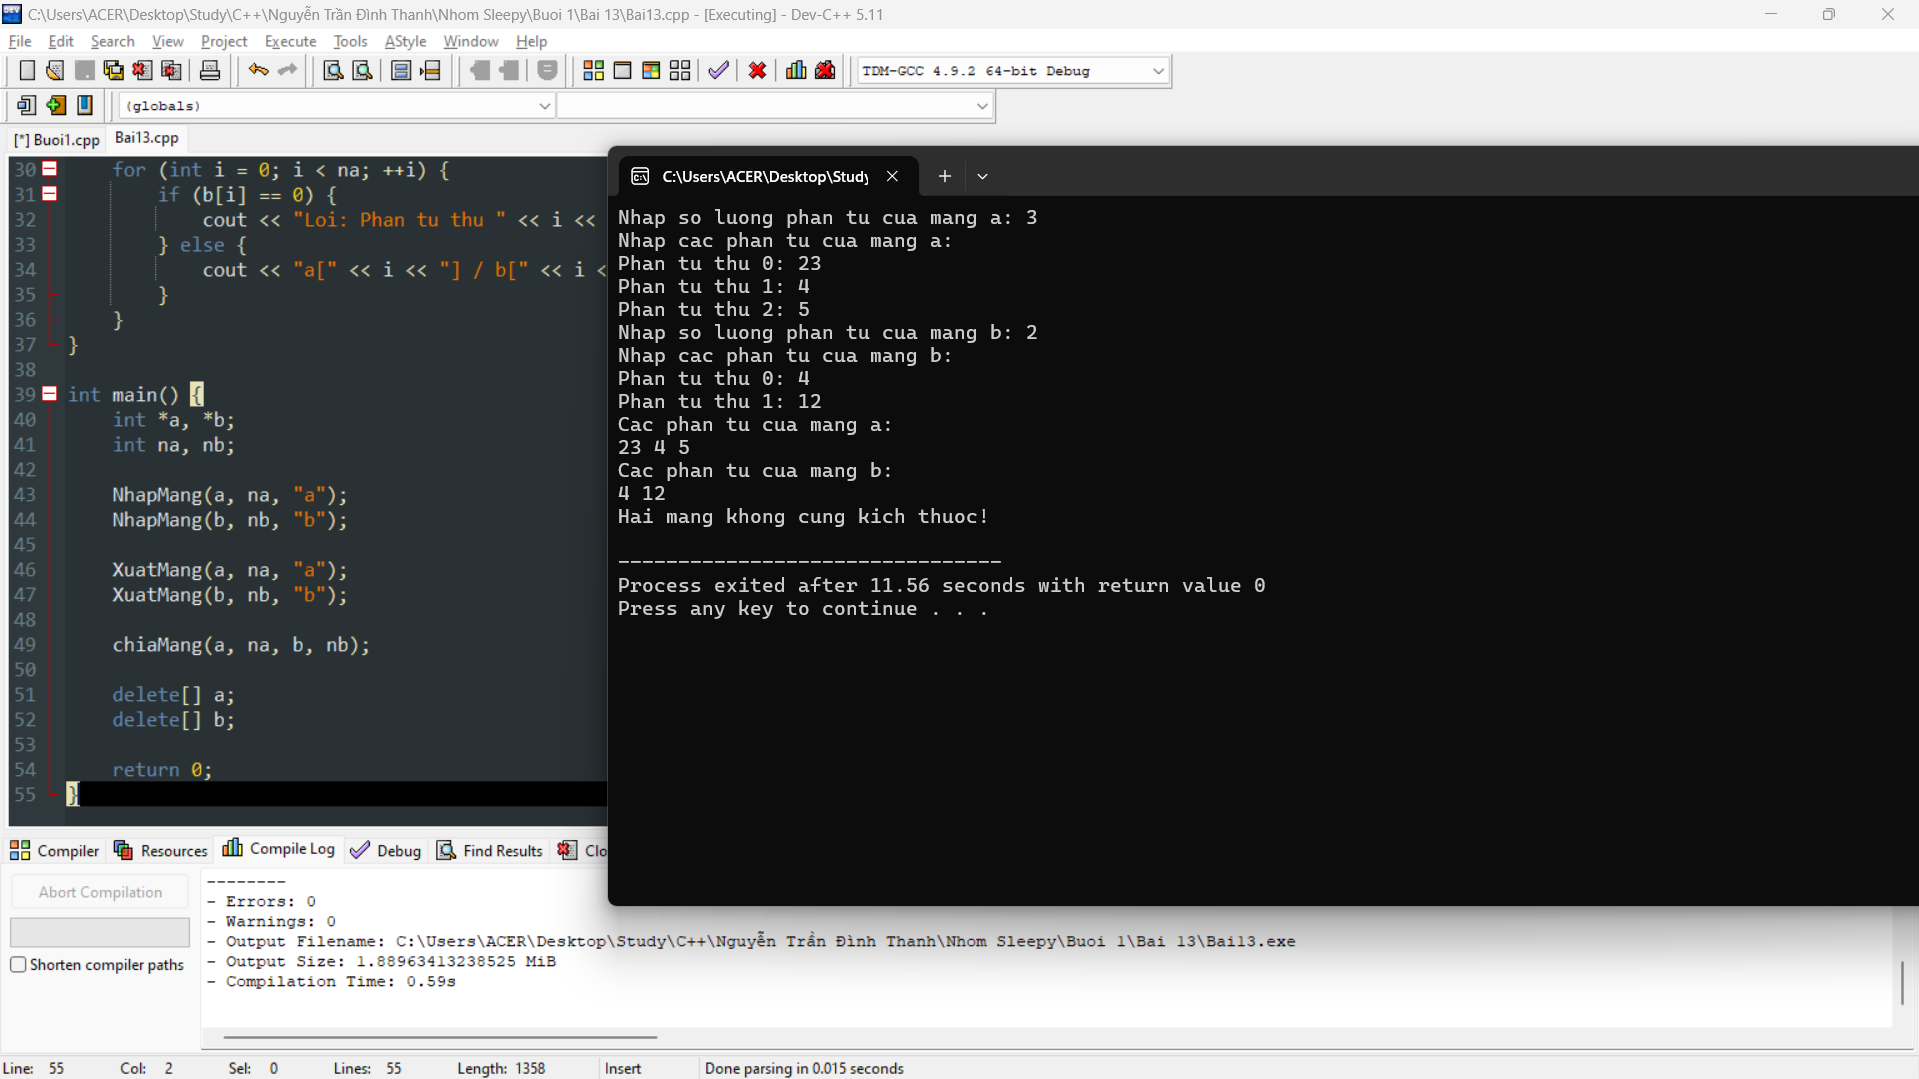 C:\Users\ACER\Desktop\Study\C++\Nguyễn Trần Đình Thanh\Nhom Sleepy\Buoi 1\Bai 13\Bai13.cpp - [Executing] - Dev-C++ 5.11
File Edit Search View Project Execute Tools AStyle Window Help
TDM-GCC 4.9.2 64-bit Debug
(globals)
[*] Buoi1.cpp Bai13.cpp
30 for (int i = 0; i < na; ++i) {
31 if (b[i] == 0) {
32 cout << "Loi: Phan tu thu " << i <<
33 } else {
34 cout << "a[" << i << "] / b[" << i <
35 }
36 }
37 }
38
39 int main() {
40 int *a, *b;
41 int na, nb;
42
43 NhapMang(a, na, "a");
44 NhapMang(b, nb, "b");
45
46 XuatMang(a, na, "a");
47 XuatMang(b, nb, "b");
48
49 chiaMang(a, na, b, nb);
50
51 delete[] a;
52 delete[] b;
53
54 return 0;
55 }
C:\Users\ACER\Desktop\Study
Nhap so luong phan tu cua mang a: 3
Nhap cac phan tu cua mang a:
Phan tu thu 0: 23
Phan tu thu 1: 4
Phan tu thu 2: 5
Nhap so luong phan tu cua mang b: 2
Nhap cac phan tu cua mang b:
Phan tu thu 0: 4
Phan tu thu 1: 12
Cac phan tu cua mang a:
23 4 5
Cac phan tu cua mang b:
4 12
Hai mang khong cung kich thuoc!
--------------------------------
Process exited after 11.56 seconds with return value 0
Press any key to continue . . .
Compiler Resources Compile Log Debug Find Results Clo
Abort Compilation
Shorten compiler paths
--------
- Errors: 0
- Warnings: 0
- Output Filename: C:\Users\ACER\Desktop\Study\C++\Nguyễn Trần Đình Thanh\Nhom Sleepy\Buoi 1\Bai 13\Bai13.exe
- Output Size: 1.88963413238525 MiB
- Compilation Time: 0.59s
Line: 55 Col: 2 Sel: 0 Lines: 55 Length: 1358 Insert Done parsing in 0.015 seconds